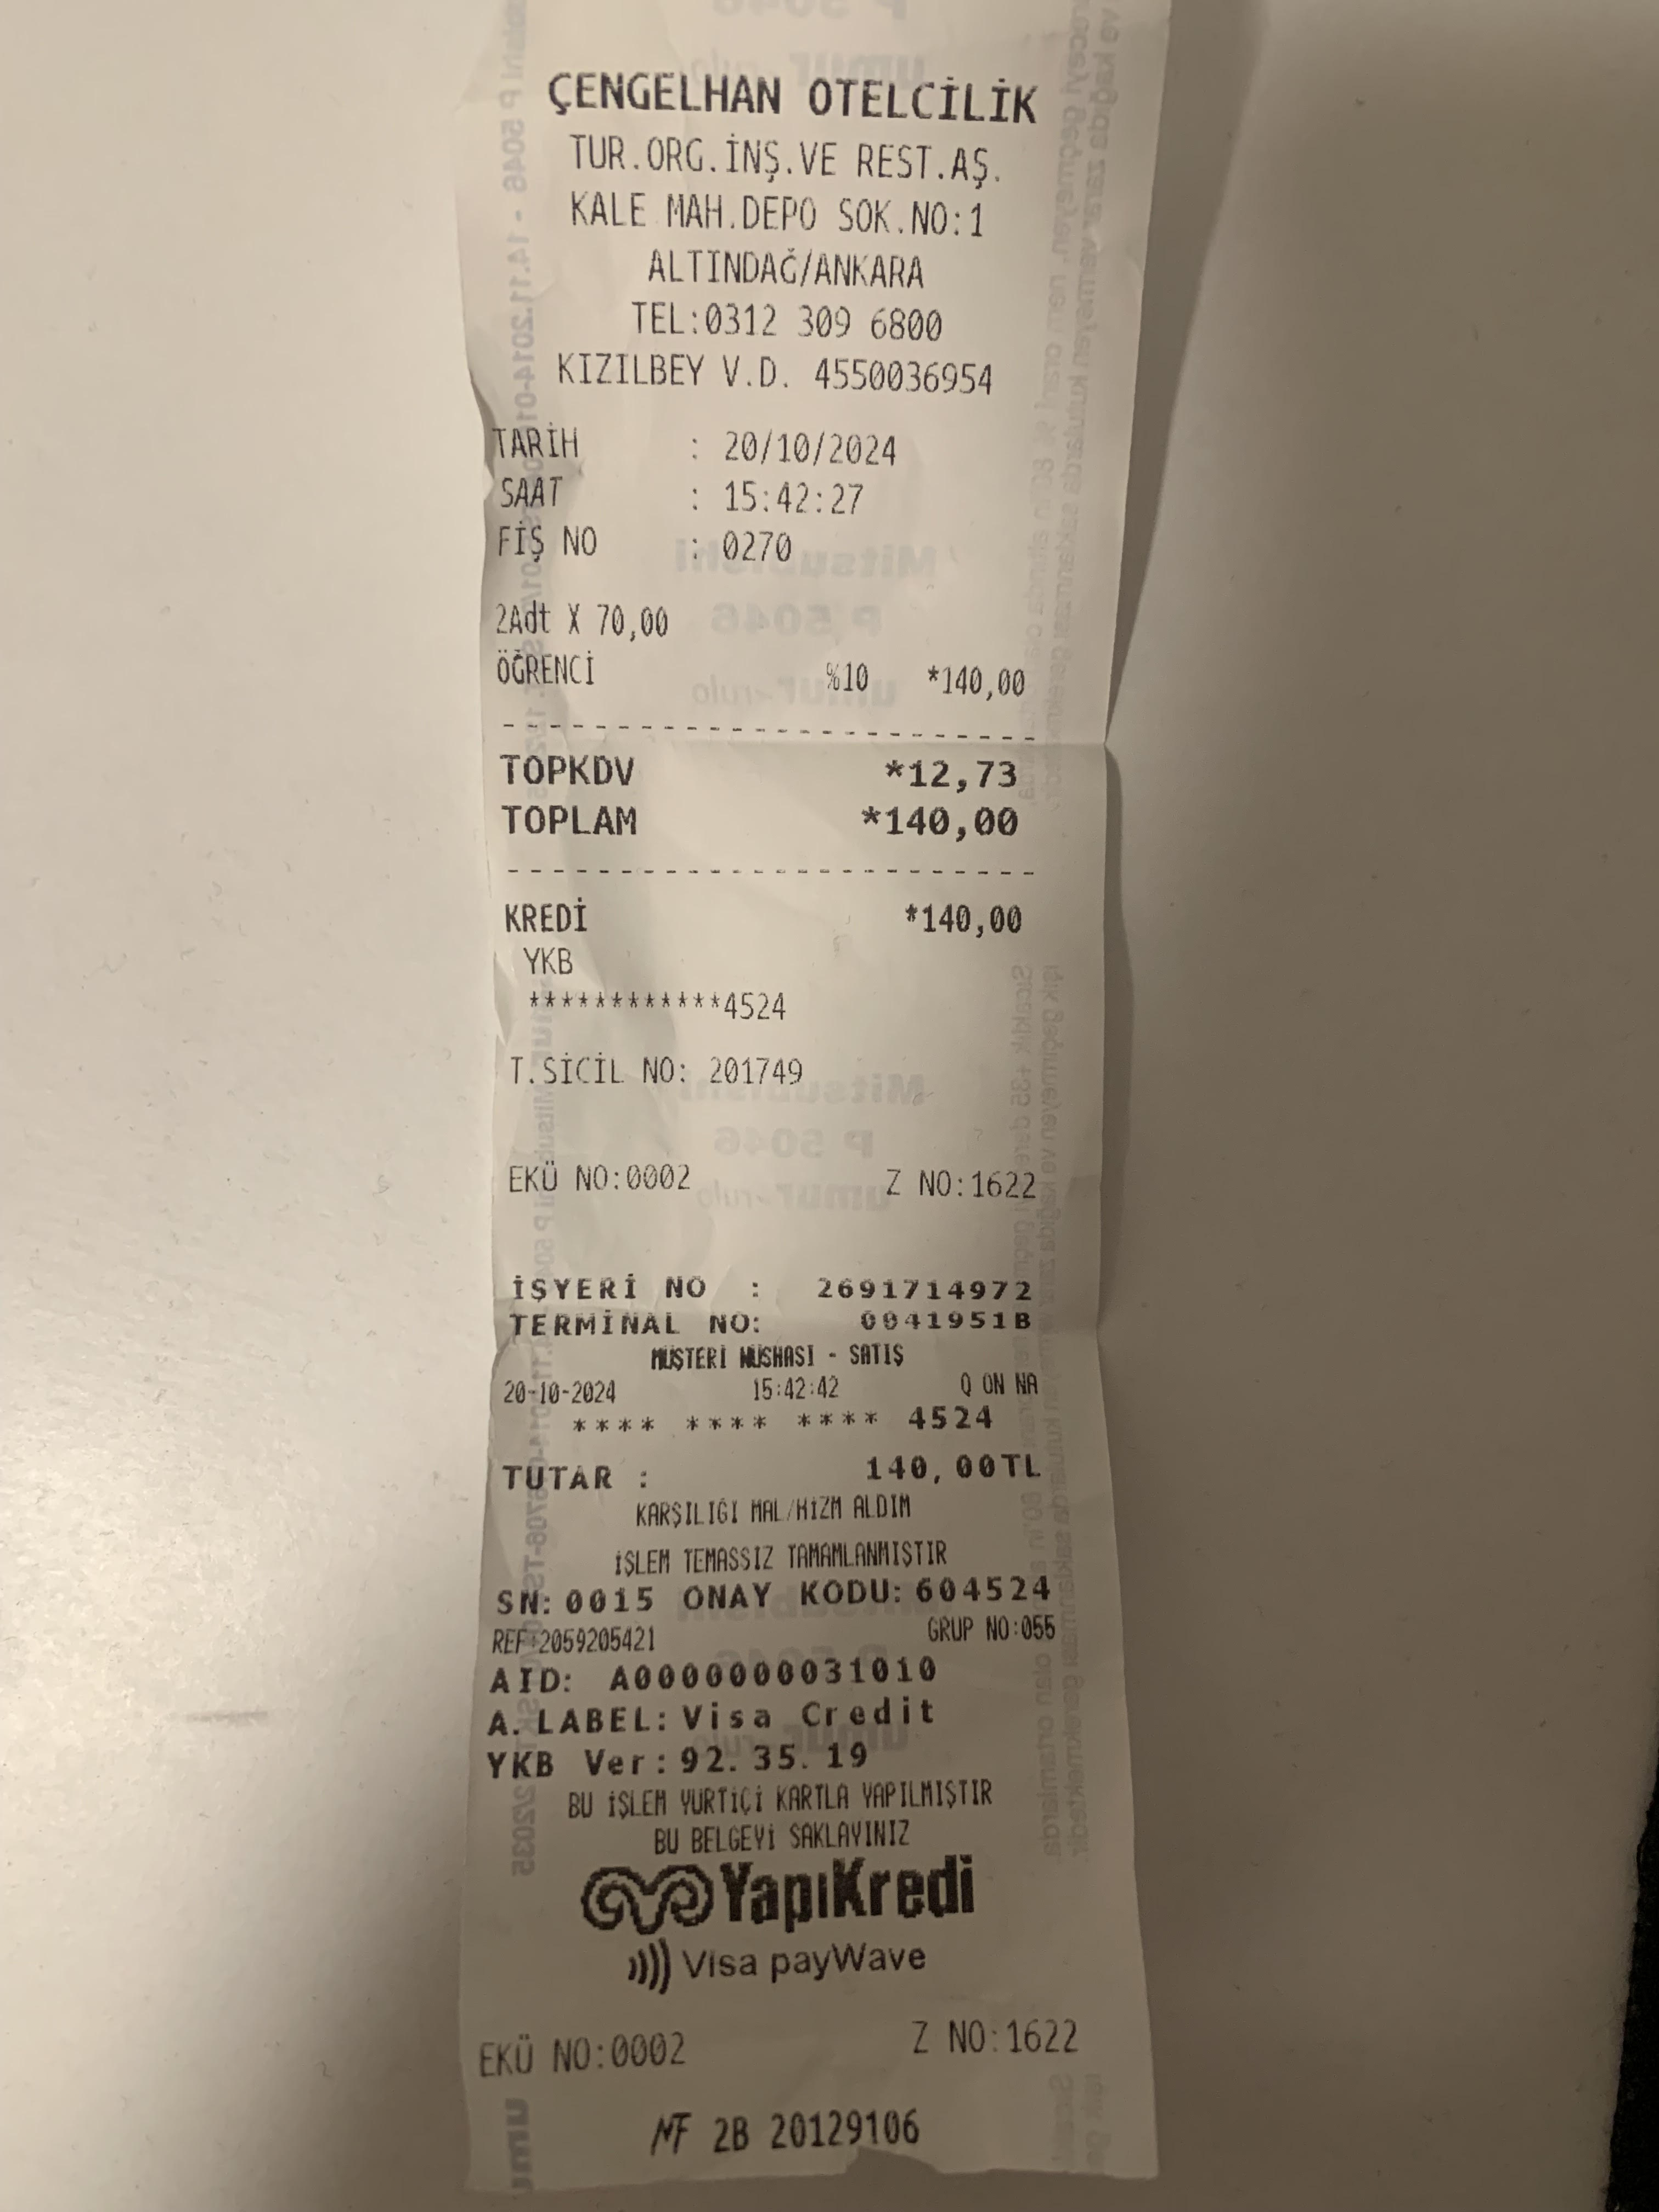 ÇENGELHAN OTELCİLİK
TUR.ORG.İNŞ.VE REST.AŞ.
KALE MAH.DEPO SOK.NO:1
ALTINDAĞ/ANKARA
TEL:0312 309 6800
KIZILBEY V.D. 4550036954
TARİH : 20/10/2024
SAAT : 15:42:27
FİŞ NO : 0270
2Adt X 70,00
ÖĞRENCİ %10 *140,00
TOPKDV *12,73
TOPLAM *140,00
KREDİ *140,00
YKB
************4524
T.SİCİL NO: 201749
EKÜ NO:0002 Z NO:1622
İŞYERİ NO : 2691714972
TERMİNAL NO: 0041951B
MÜŞTERİ NÜSHASI - SATIŞ
20-10-2024 15:42:42 Q ON NA
**** **** **** 4524
TUTAR : 140,00TL
KARŞILIĞI MAL/HİZM ALDIM
İŞLEM TEMASSIZ TAMAMLANMIŞTIR
SN: 0015 ONAY KODU: 604524
REF:2059205421 GRUP NO:055
AID: A0000000031010
A. LABEL: Visa Credit
YKB Ver: 92.35.19
BU İŞLEM YURTİÇİ KARTLA YAPILMIŞTIR
BU BELGEYİ SAKLAYINIZ
YapıKredi
Visa payWave
EKÜ NO:0002 Z NO:1622
MF 2B 20129106